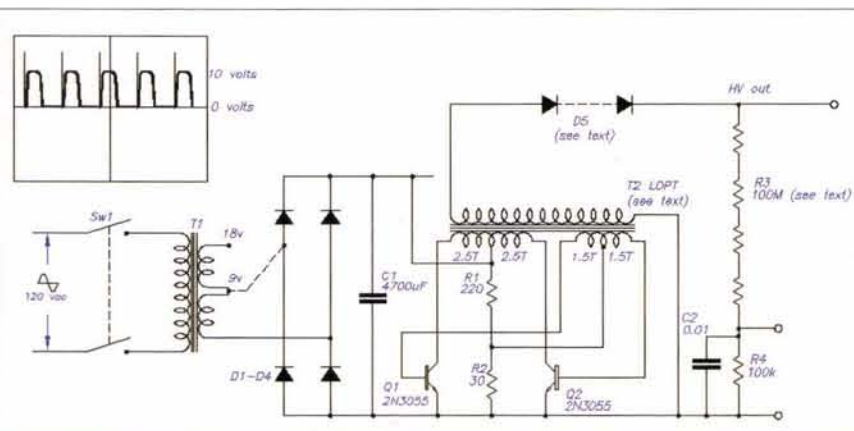 10 volts
0 volts
HV out
D5
(see text)
T2 LOPT
(see text)
R3
100M (see text)
Sw1
T1
18v
9v
120 vac
C1
4700uF
2.5T 2.5T
1.5T 1.5T
R1
220
R2
30
D1-D4
Q1
2N3055
Q2
2N3055
C2
0.01
R4
100k